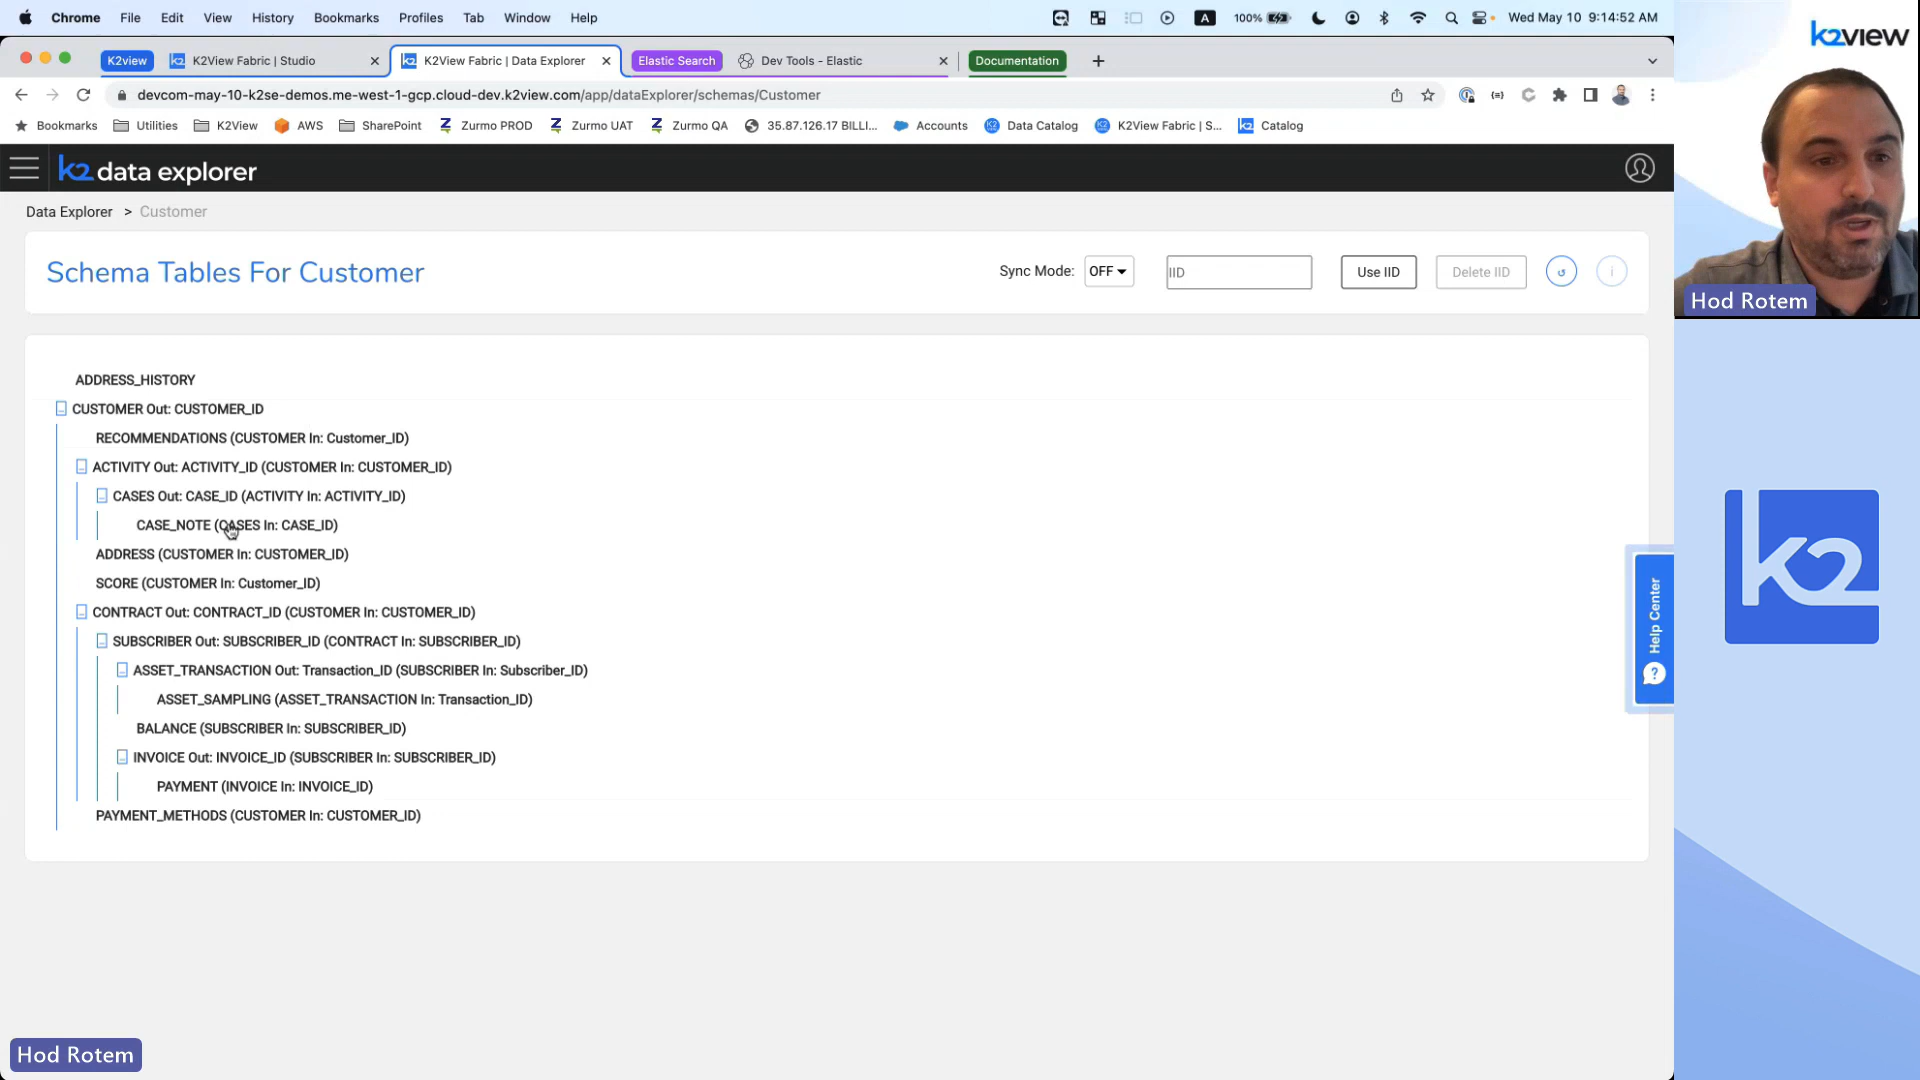 Chrome File Edit View History Bookmarks Profiles Tab Window Help A 100% Wed May 10 9:14:52 AM
K2view K2View Fabric | Studio K2View Fabric | Data Explorer Elastic Search Dev Tools - Elastic Documentation
devcom-may-10-k2se-demos.me-west-1-gcp.cloud-dev.k2view.com/app/dataExplorer/schemas/Customer
Bookmarks Utilities K2View AWS SharePoint Zurmo PROD Zurmo UAT Zurmo QA 35.87.126.17 BILLI... Accounts Data Catalog K2View Fabric | S... Catalog
k2 data explorer
Data Explorer > Customer
Schema Tables For Customer
Sync Mode: OFF IID Use IID Delete IID
ADDRESS_HISTORY
CUSTOMER Out: CUSTOMER_ID
RECOMMENDATIONS (CUSTOMER In: Customer_ID)
ACTIVITY Out: ACTIVITY_ID (CUSTOMER In: CUSTOMER_ID)
CASES Out: CASE_ID (ACTIVITY In: ACTIVITY_ID)
CASE_NOTE (CASES In: CASE_ID)
ADDRESS (CUSTOMER In: CUSTOMER_ID)
SCORE (CUSTOMER In: Customer_ID)
CONTRACT Out: CONTRACT_ID (CUSTOMER In: CUSTOMER_ID)
SUBSCRIBER Out: SUBSCRIBER_ID (CONTRACT In: SUBSCRIBER_ID)
ASSET_TRANSACTION Out: Transaction_ID (SUBSCRIBER In: Subscriber_ID)
ASSET_SAMPLING (ASSET_TRANSACTION In: Transaction_ID)
BALANCE (SUBSCRIBER In: SUBSCRIBER_ID)
INVOICE Out: INVOICE_ID (SUBSCRIBER In: SUBSCRIBER_ID)
PAYMENT (INVOICE In: INVOICE_ID)
PAYMENT_METHODS (CUSTOMER In: CUSTOMER_ID)
Help Center
?
Hod Rotem
k2view
Hod Rotem
k2